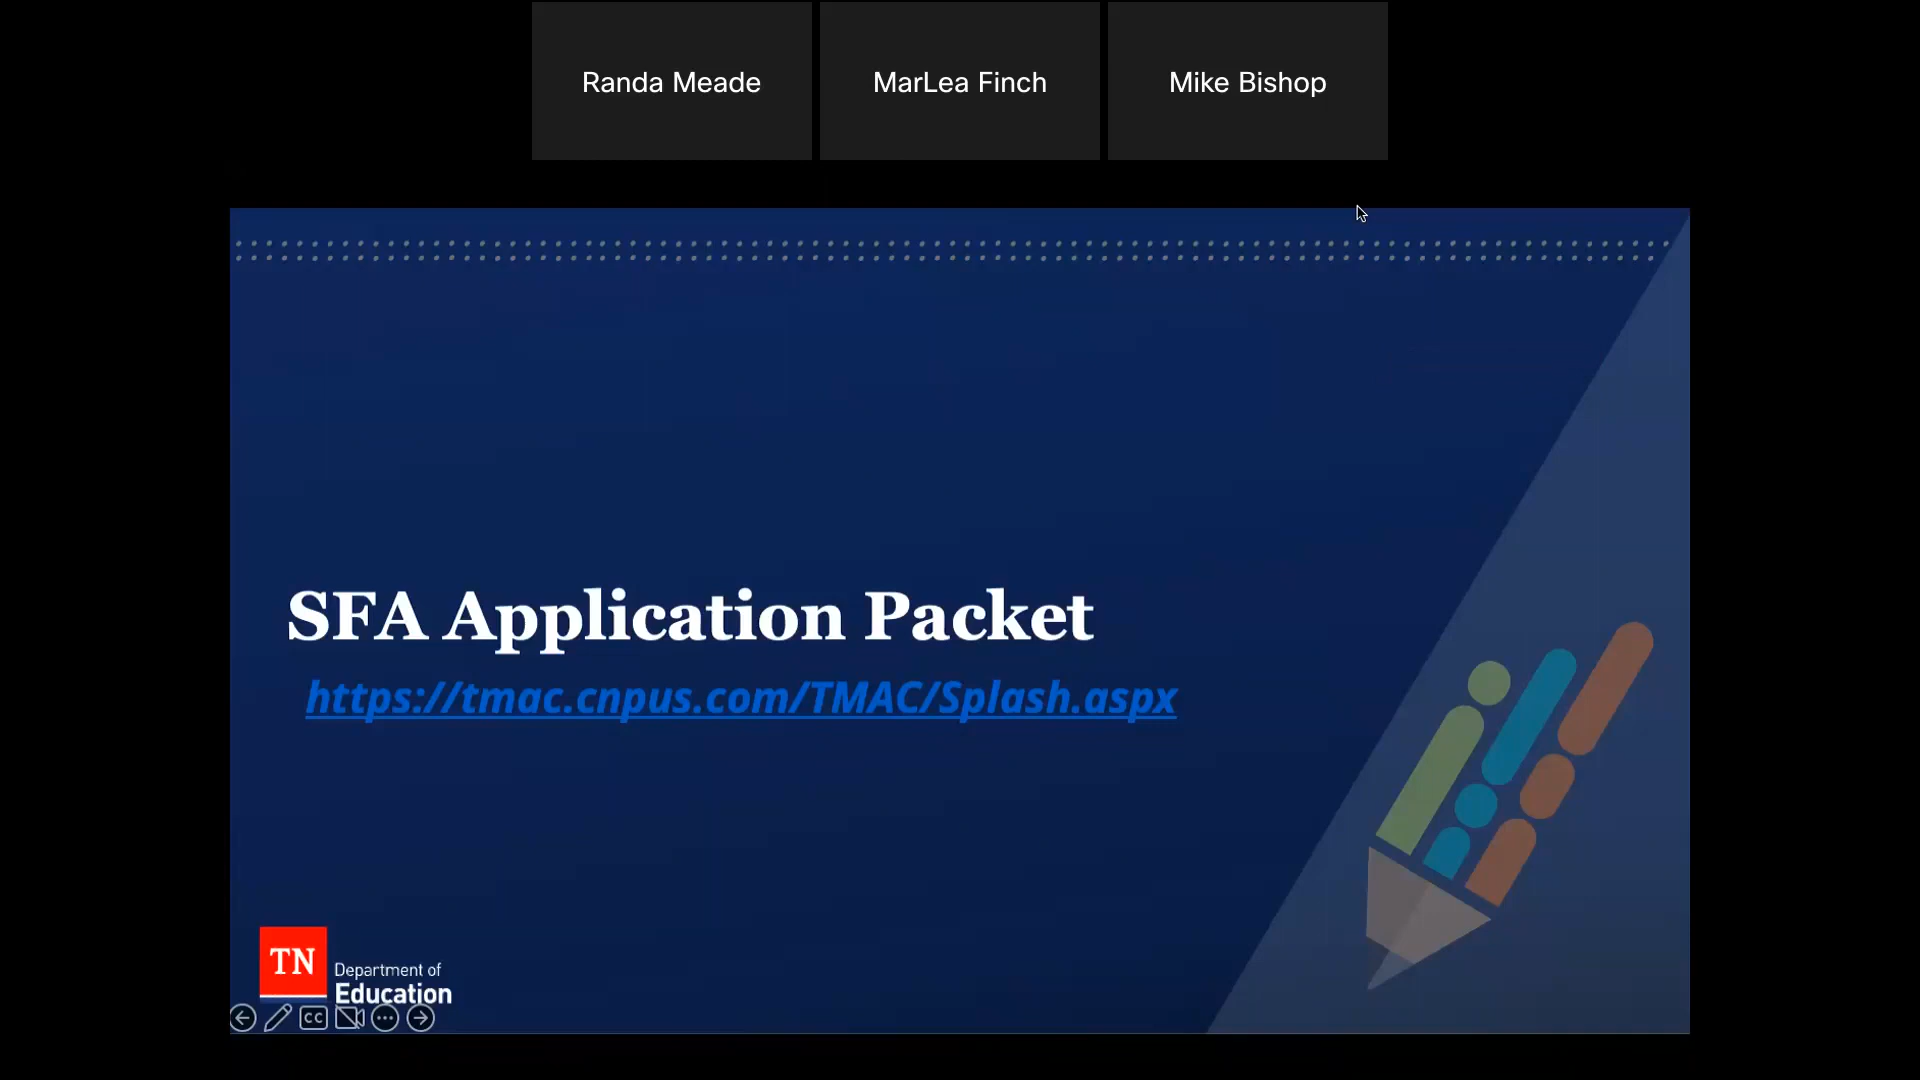 Randa Meade
MarLea Finch
Mike Bishop
SFA Application Packet
https://tmac.cnpus.com/TMAC/Splash.aspx
TN
Department of
Education
CC